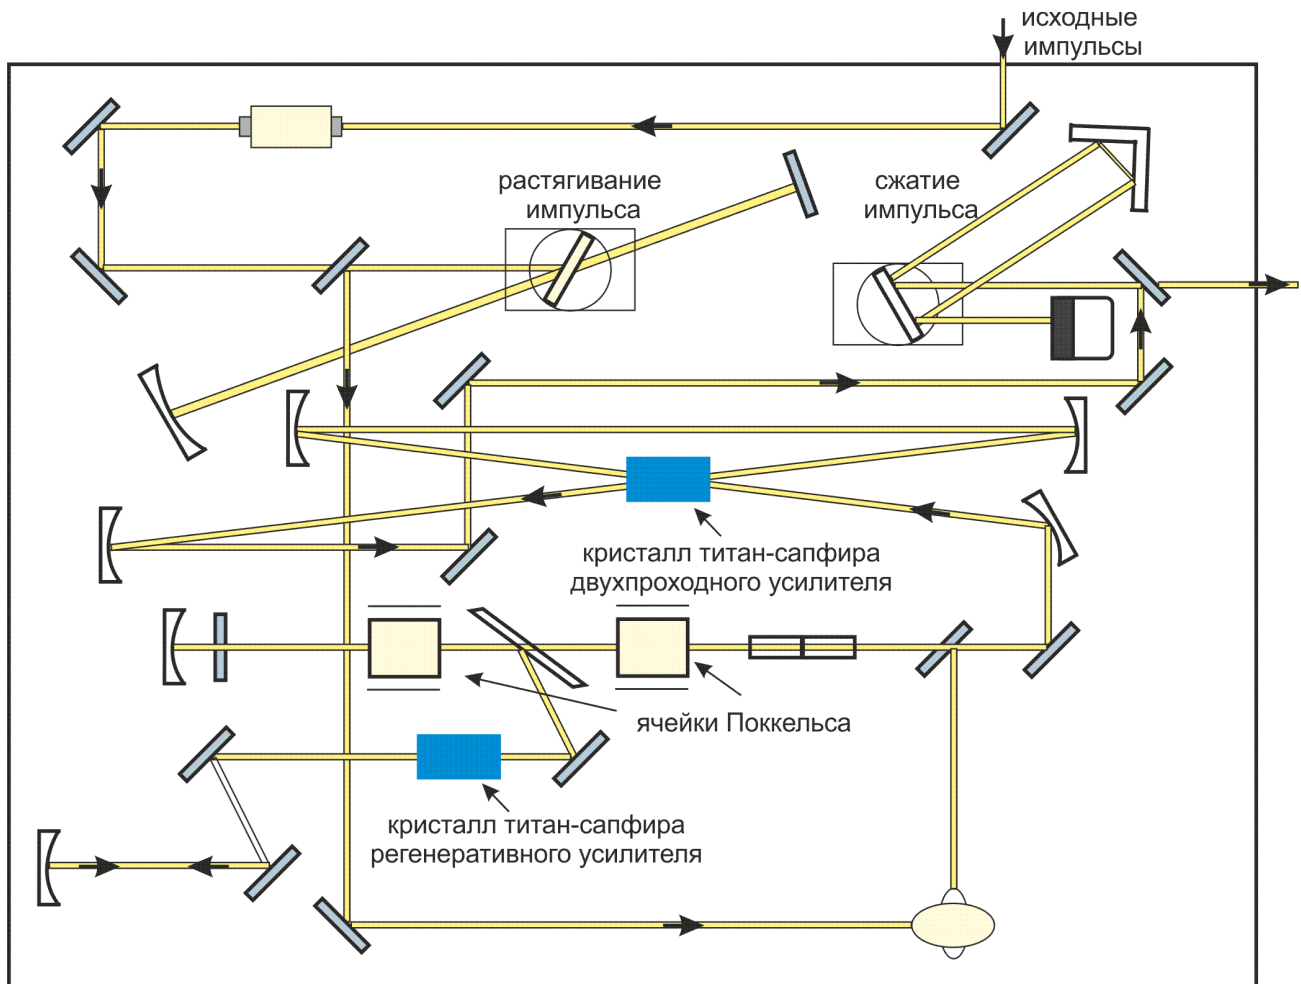 исходные
импульсы
растягивание
импульса
сжатие
импульса
кристалл титан-сапфира
двухпроходного усилителя
ячейки Поккельса
кристалл титан-сапфира
регенеративного усилителя